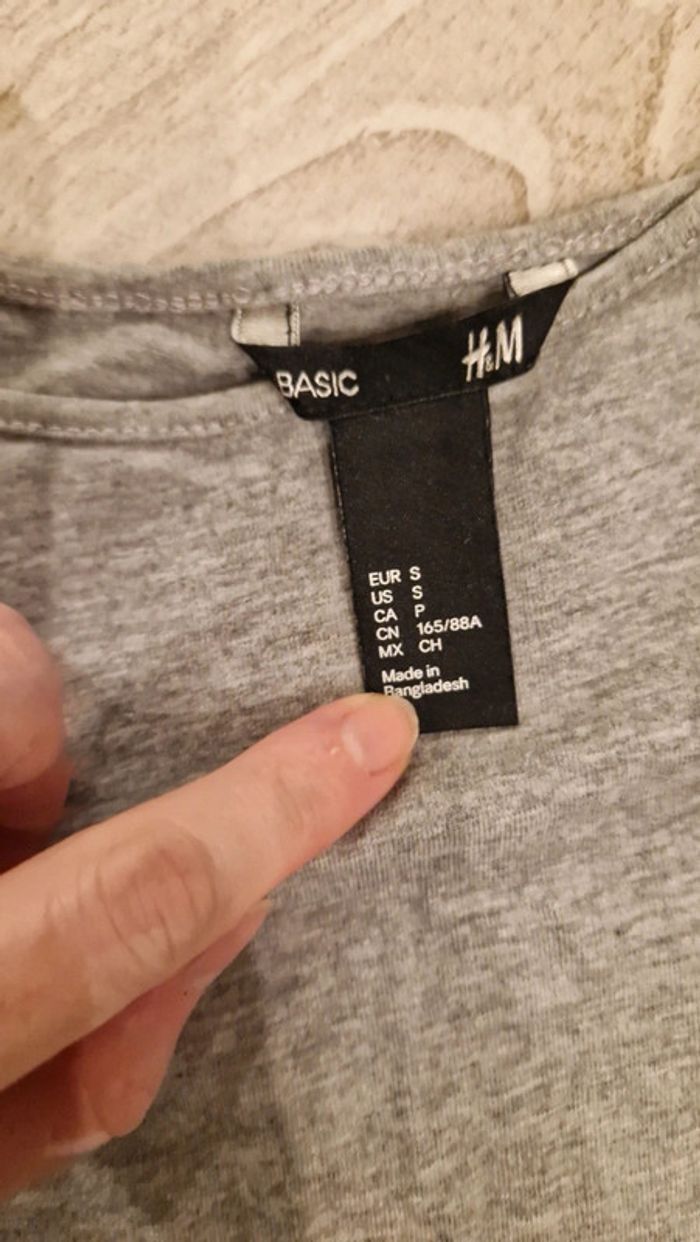 BASIC H&M
EUR S
US S
CA P
CN 165/88A
MX CH
Made in
Bangladesh